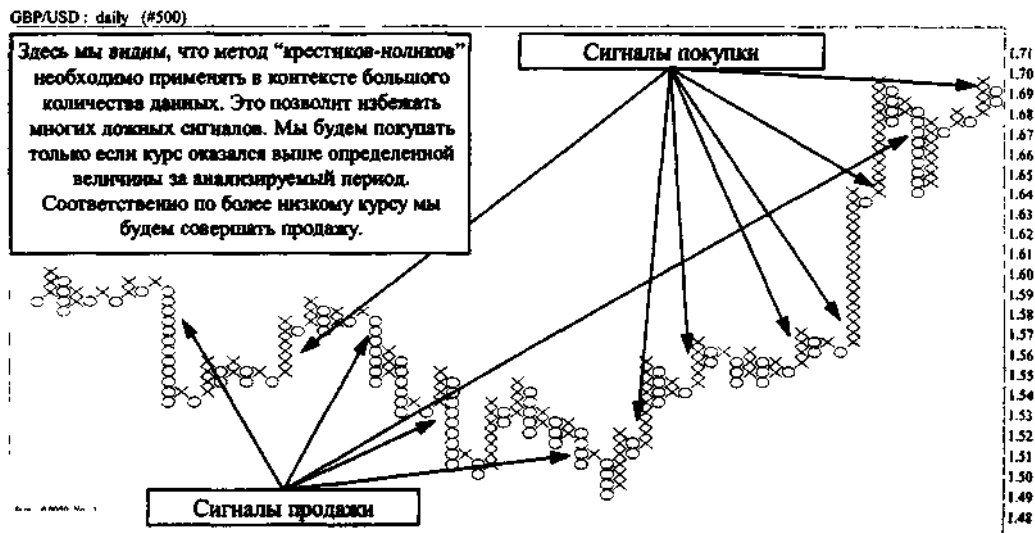 GBP/USD : daily (#500)
Здесь мы видим, что метод “крестиков-ноликов”
необходимо применять в контексте большого
количества данных. Это позволит избежать
многих ложных сигналов. Мы будем покупать
только если курс оказался выше определенной
величины за анализируемый период.
Соответственно по более низкому курсу мы
будем совершать продажу.
Сигналы покупки
1.71
1.70
1.69
1.68
1.67
1.66
1.65
1.64
1.63
1.62
1.61
1.60
1.59
1.58
1.57
1.56
1.55
1.54
1.53
1.52
1.51
1.50
1.49
1.48
Сигналы продажи